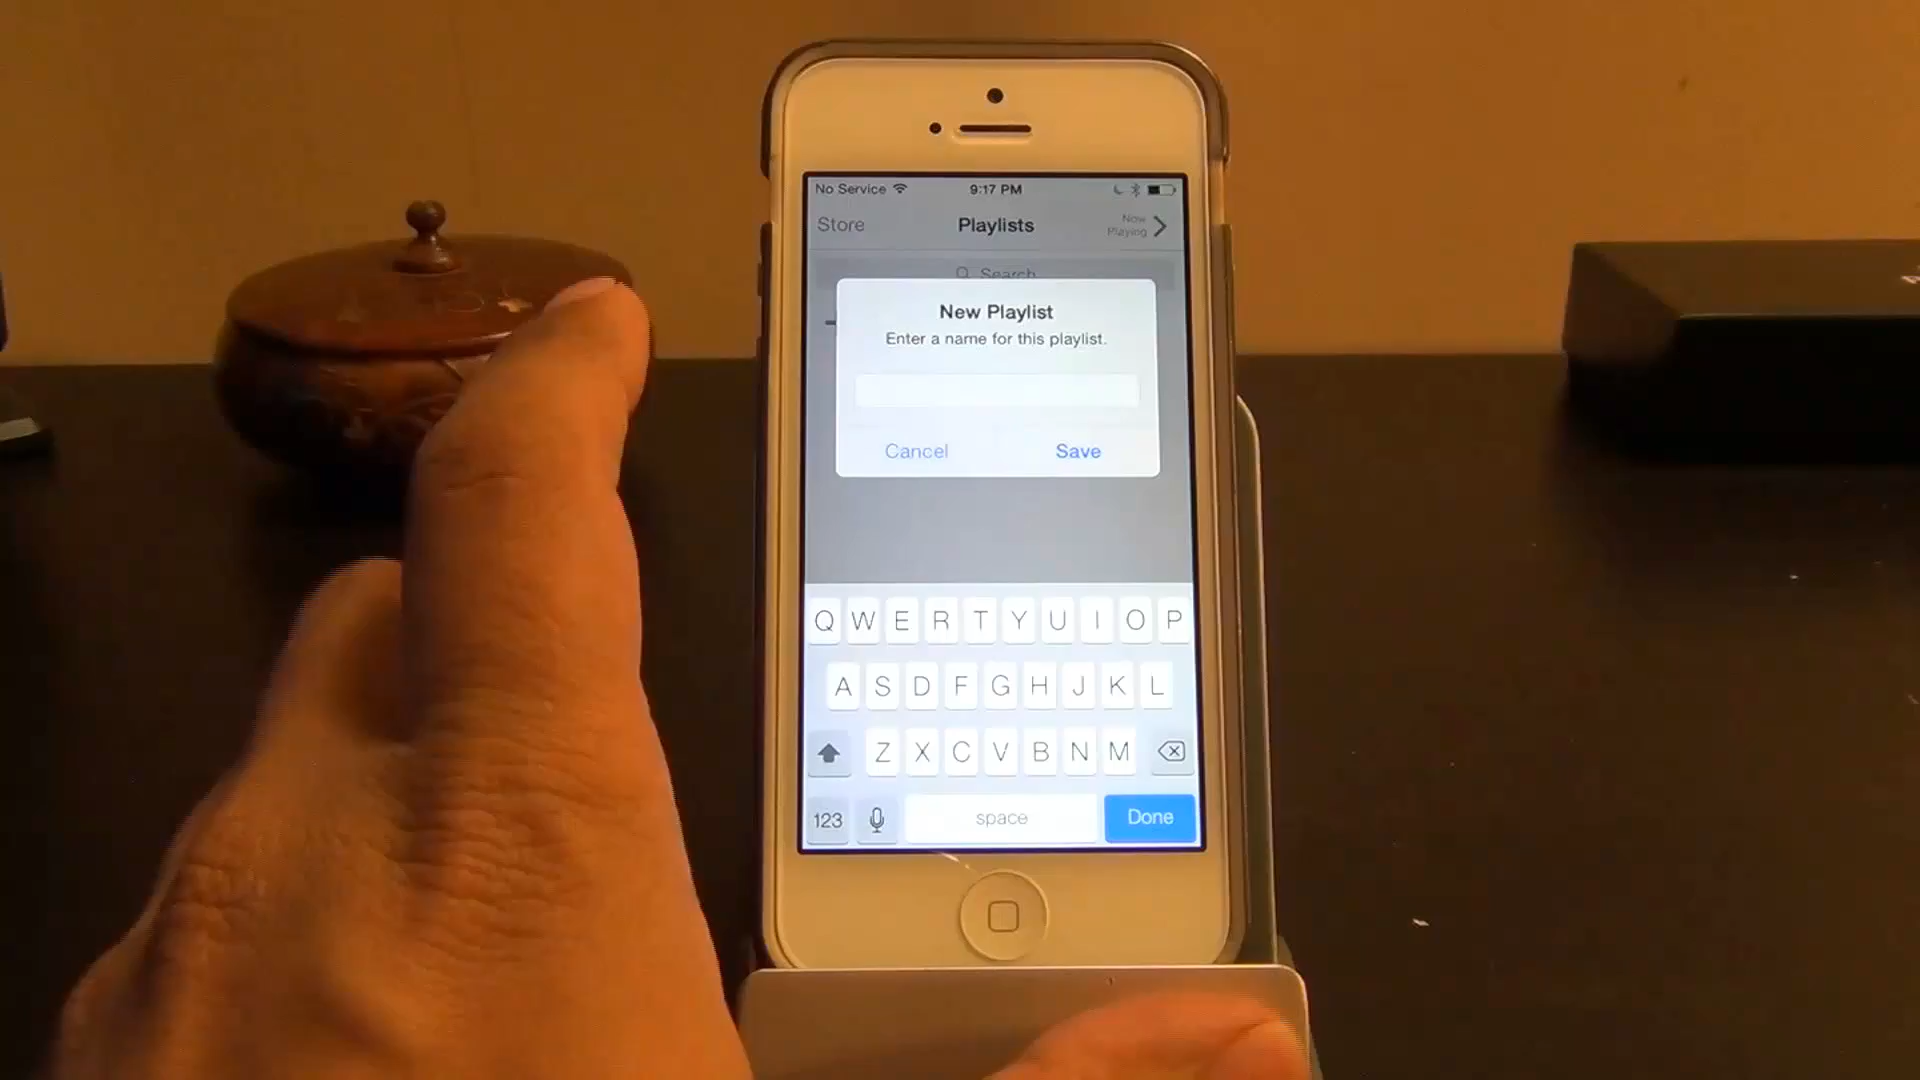 No Service 9:17 PM
Store Playlists Now Playing
Search
New Playlist
Enter a name for this playlist.
Cancel Save
Q W E R T Y U I O P
A S D F G H J K L
Z X C V B N M
123 space Done